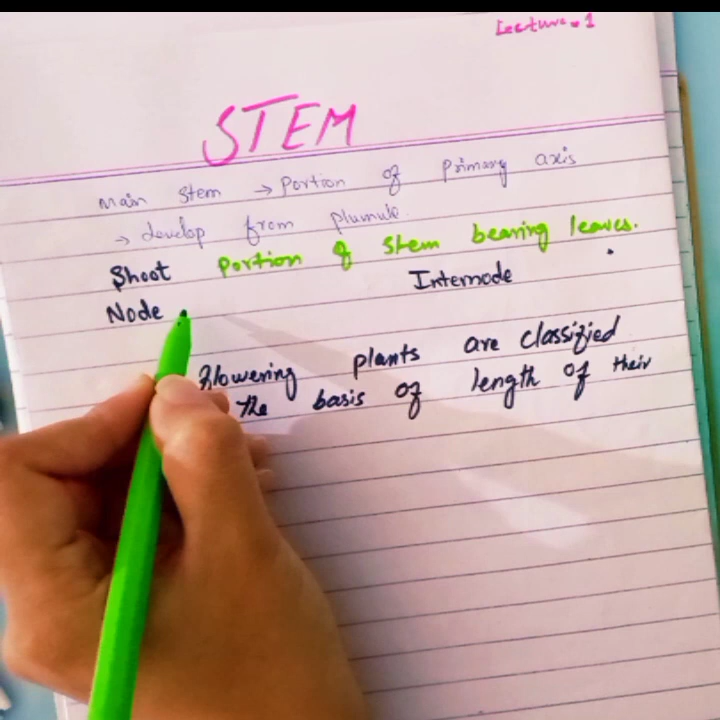 Lecture.1
STEM
Main stem → Portion of Primary axis
→ develop from plumule.
Shoot Portion of stem bearing leaves.
Node Internode
flowering plants are classified
the basis of length of their